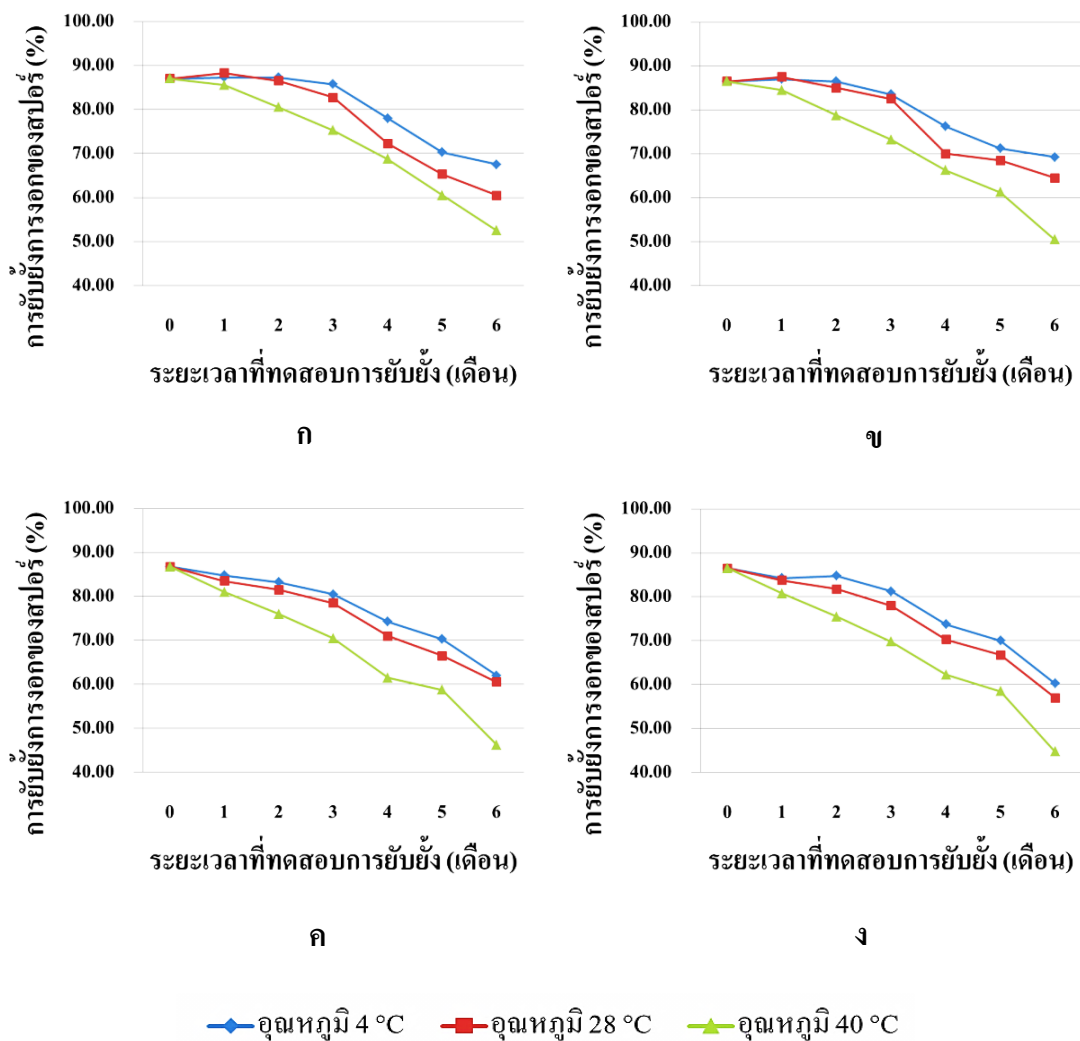 การยับยั้งการงอกของสปอร์ (%)
100.00
90.00
80.00
70.00
60.00
50.00
40.00
0 1 2 3 4 5 6
ระยะเวลาที่ทดสอบการยับยั้ง (เดือน)
ก
การยับยั้งการงอกของสปอร์ (%)
100.00
90.00
80.00
70.00
60.00
50.00
40.00
0 1 2 3 4 5 6
ระยะเวลาที่ทดสอบการยับยั้ง (เดือน)
ข
การยับยั้งการงอกของสปอร์ (%)
100.00
90.00
80.00
70.00
60.00
50.00
40.00
0 1 2 3 4 5 6
ระยะเวลาที่ทดสอบการยับยั้ง (เดือน)
ค
การยับยั้งการงอกของสปอร์ (%)
100.00
90.00
80.00
70.00
60.00
50.00
40.00
0 1 2 3 4 5 6
ระยะเวลาที่ทดสอบการยับยั้ง (เดือน)
ง
อุณหภูมิ 4 °C อุณหภูมิ 28 °C อุณหภูมิ 40 °C